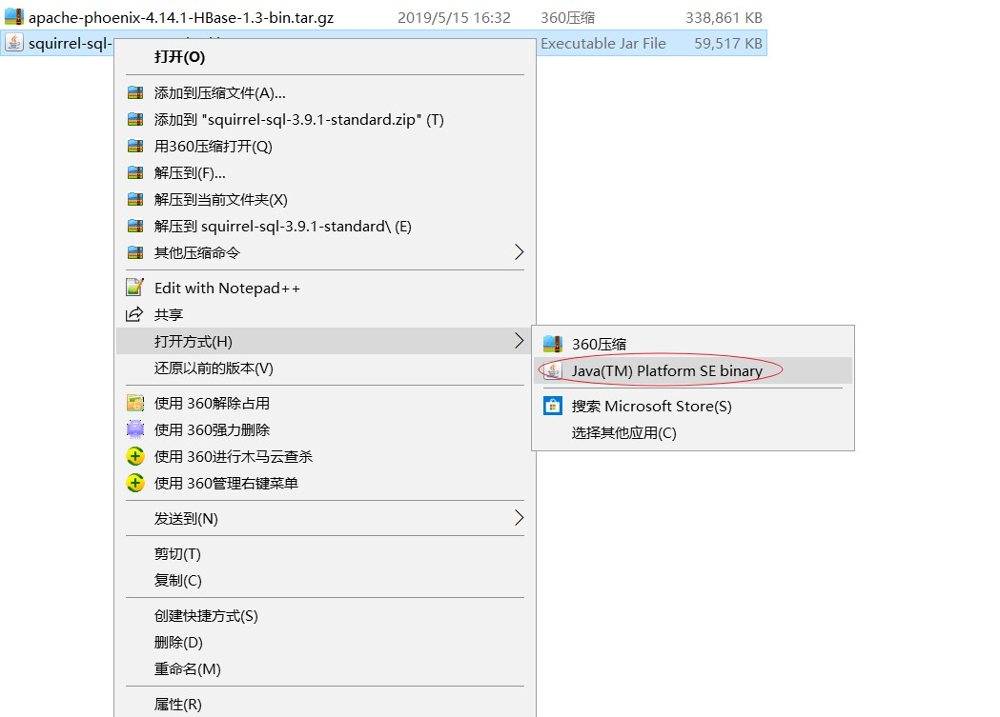 apache-phoenix-4.14.1-HBase-1.3-bin.tar.gz 2019/5/15 16:32 360压缩 338,861 KB
squirrel-sql- Executable Jar File 59,517 KB
打开(O)
添加到压缩文件(A)...
添加到 "squirrel-sql-3.9.1-standard.zip" (T)
用360压缩打开(Q)
解压到(F)...
解压到当前文件夹(X)
解压到 squirrel-sql-3.9.1-standard\ (E)
其他压缩命令
Edit with Notepad++
共享
打开方式(H)
还原以前的版本(V)
使用 360解除占用
使用 360强力删除
使用 360进行木马云查杀
使用 360管理右键菜单
发送到(N)
剪切(T)
复制(C)
创建快捷方式(S)
删除(D)
重命名(M)
属性(R)
360压缩
Java(TM) Platform SE binary
搜索 Microsoft Store(S)
选择其他应用(C)